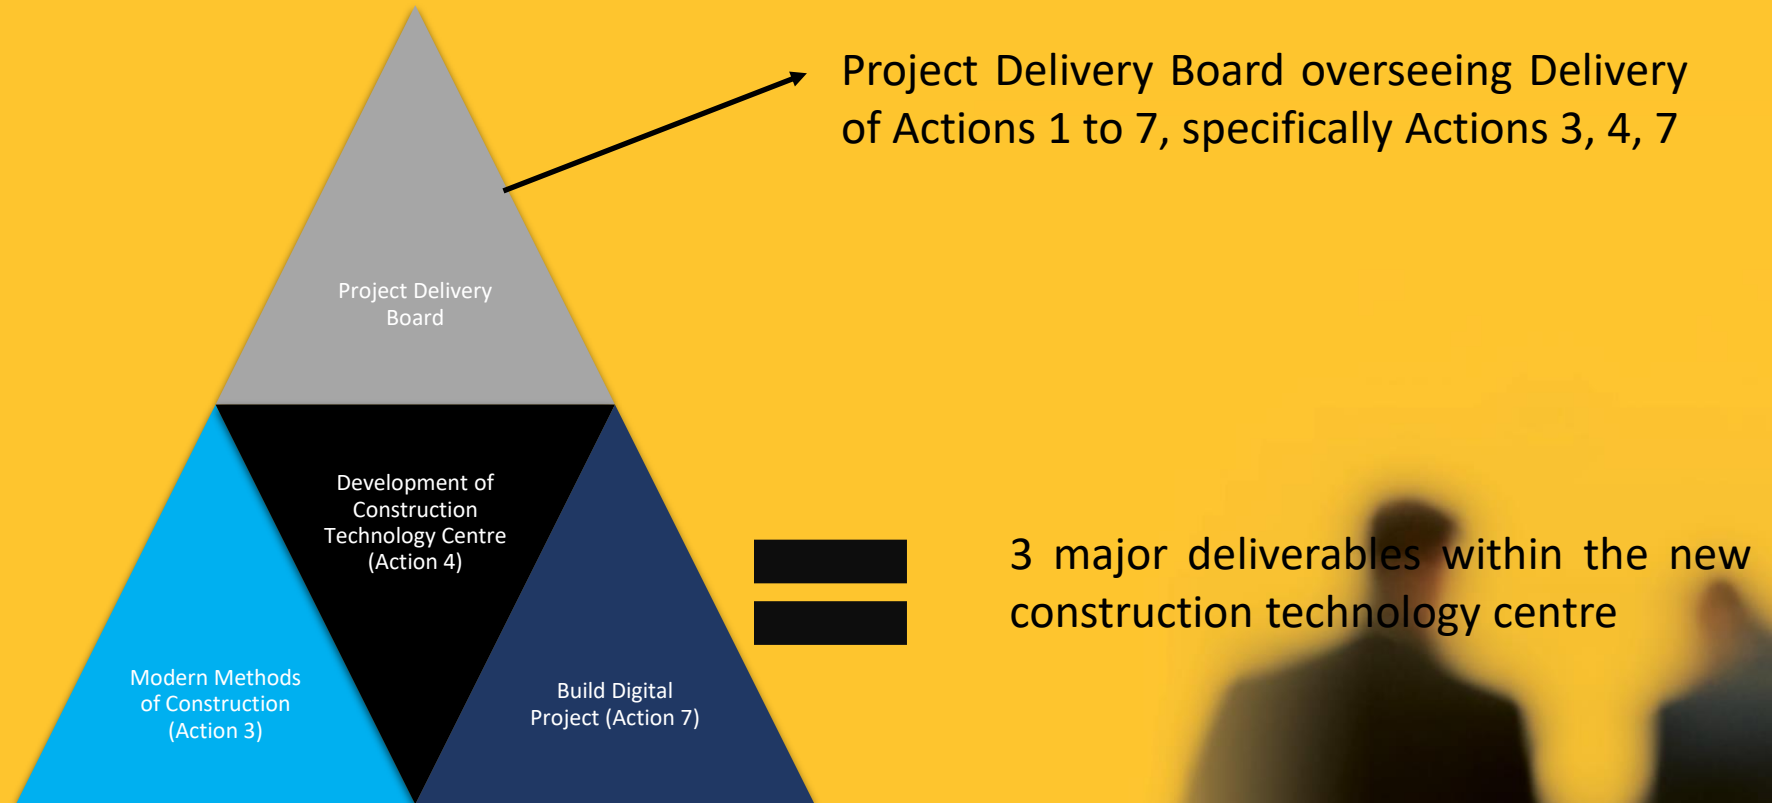 Project Delivery Board overseeing Delivery
of Actions 1 to 7, specifically Actions 3, 4, 7
Project Delivery
Board
Development of
Construction
Technology Centre
(Action 4)
3 major deliverables within the new
construction technology centre
Modern Methods
of Construction
(Action 3)
Build Digital
Project (Action 7)